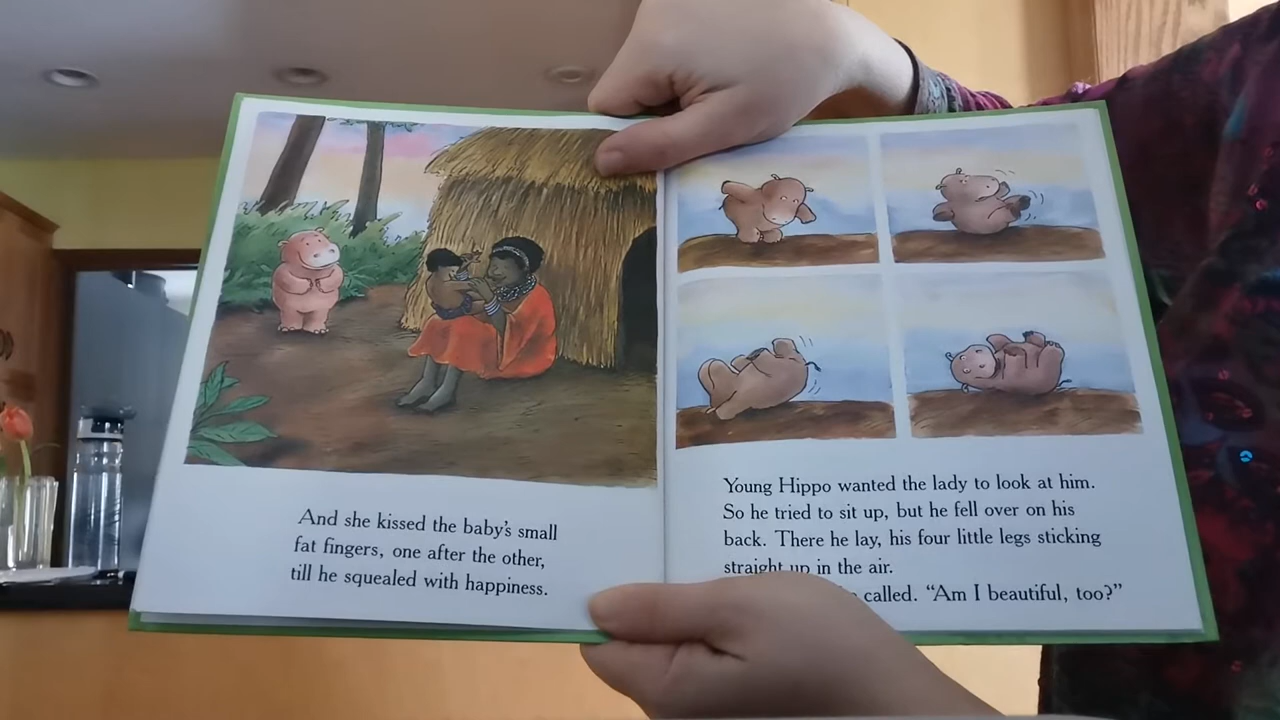 And she kissed the baby's small
fat fingers, one after the other,
till he squealed with happiness.
Young Hippo wanted the lady to look at him.
So he tried to sit up, but he fell over on his
back. There he lay, his four little legs sticking
straight up in the air.
called. “Am I beautiful, too?”